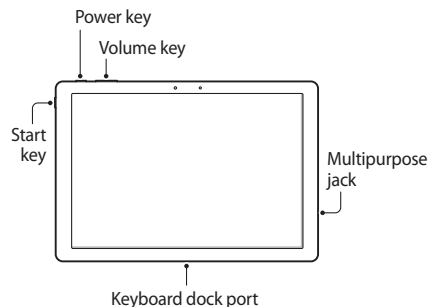 Power key
Volume key
Start
key
Multipurpose
jack
Keyboard dock port